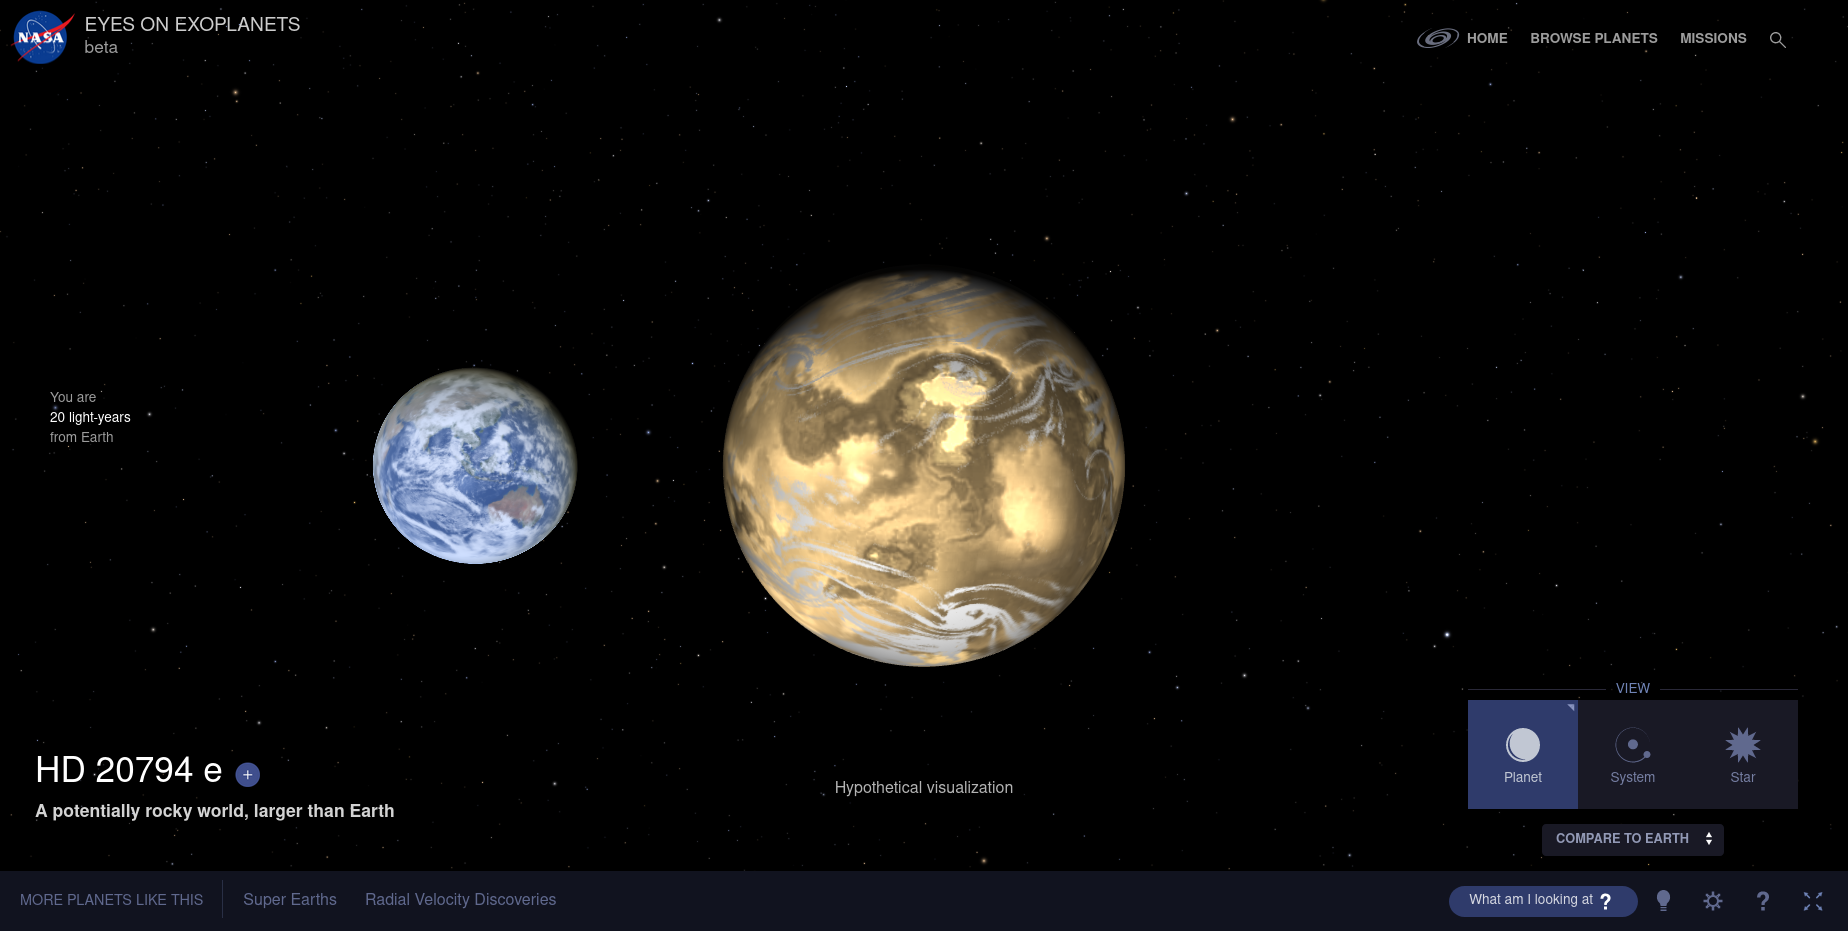 NASA
EYES ON EXOPLANETS
beta
HOME
BROWSE PLANETS
MISSIONS
You are
20 light-years
from Earth
HD 20794 e +
A potentially rocky world, larger than Earth
Hypothetical visualization
VIEW
Planet
System
Star
COMPARE TO EARTH
MORE PLANETS LIKE THIS
Super Earths
Radial Velocity Discoveries
What am I looking at ?
?